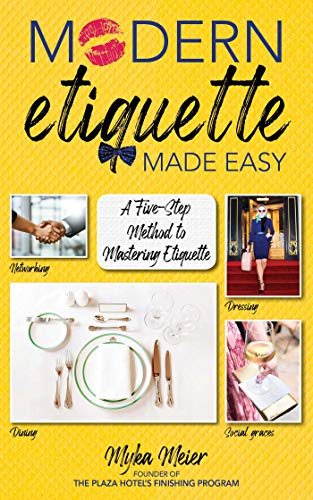 MODERN
etiquette
MADE EASY
A Five-Step
Method to
Mastering Etiquette
Networking
Dressing
Dining
Social graces
Myka Meier
FOUNDER OF
THE PLAZA HOTEL'S FINISHING PROGRAM